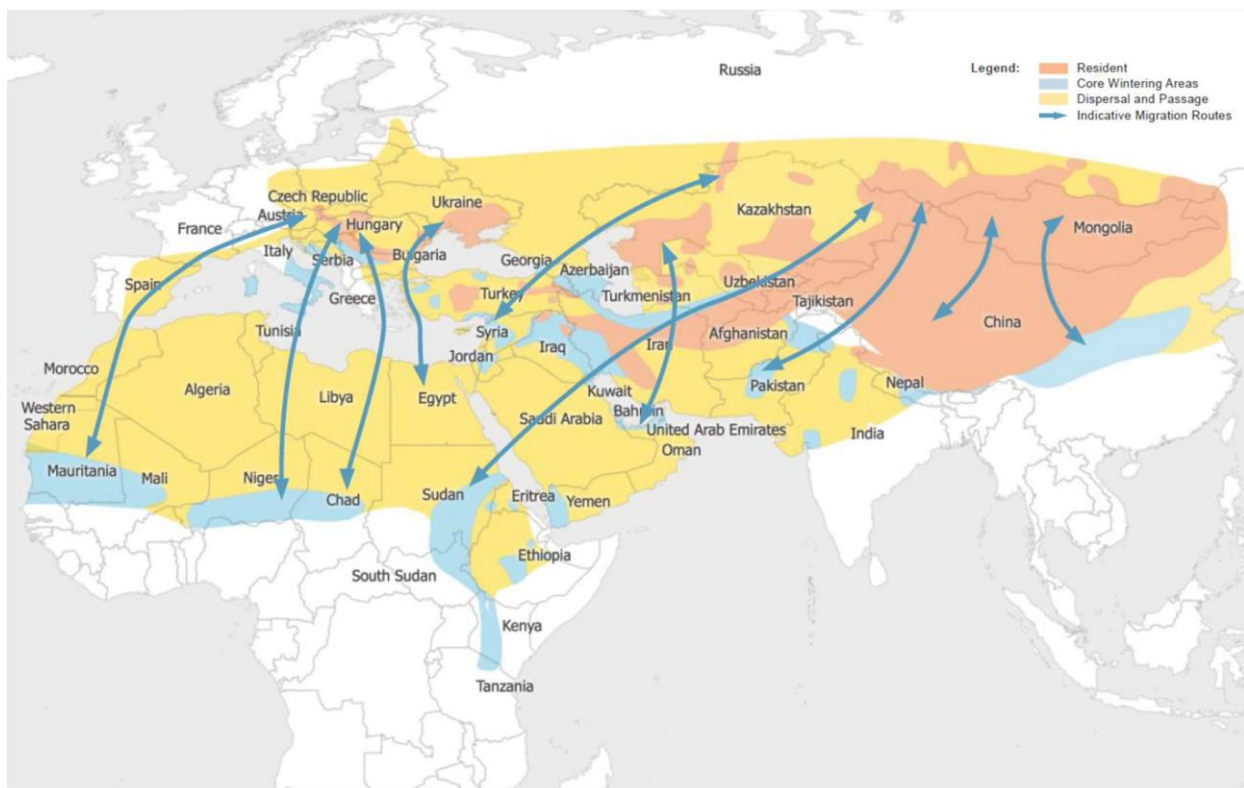 Russia
Legend:
Resident
Core Wintering Areas
Dispersal and Passage
Indicative Migration Routes
Czech Republic
Ukraine
Kazakhstan
Austria
Hungary
France
Mongolia
Italy
Serbia
Bulgaria
Georgia
Azerbaijan
Uzbekistan
Spain
Greece
Turkey
Turkmenistan
Tajikistan
Tunisia
Syria
Afghanistan
China
Iraq
Iran
Jordan
Morocco
Algeria
Libya
Egypt
Kuwait
Pakistan
Nepal
Western
Sahara
Saudi Arabia
Bahrain
United Arab Emirates
India
Oman
Mauritania
Mali
Niger
Chad
Sudan
Eritrea
Yemen
Ethiopia
South Sudan
Kenya
Tanzania